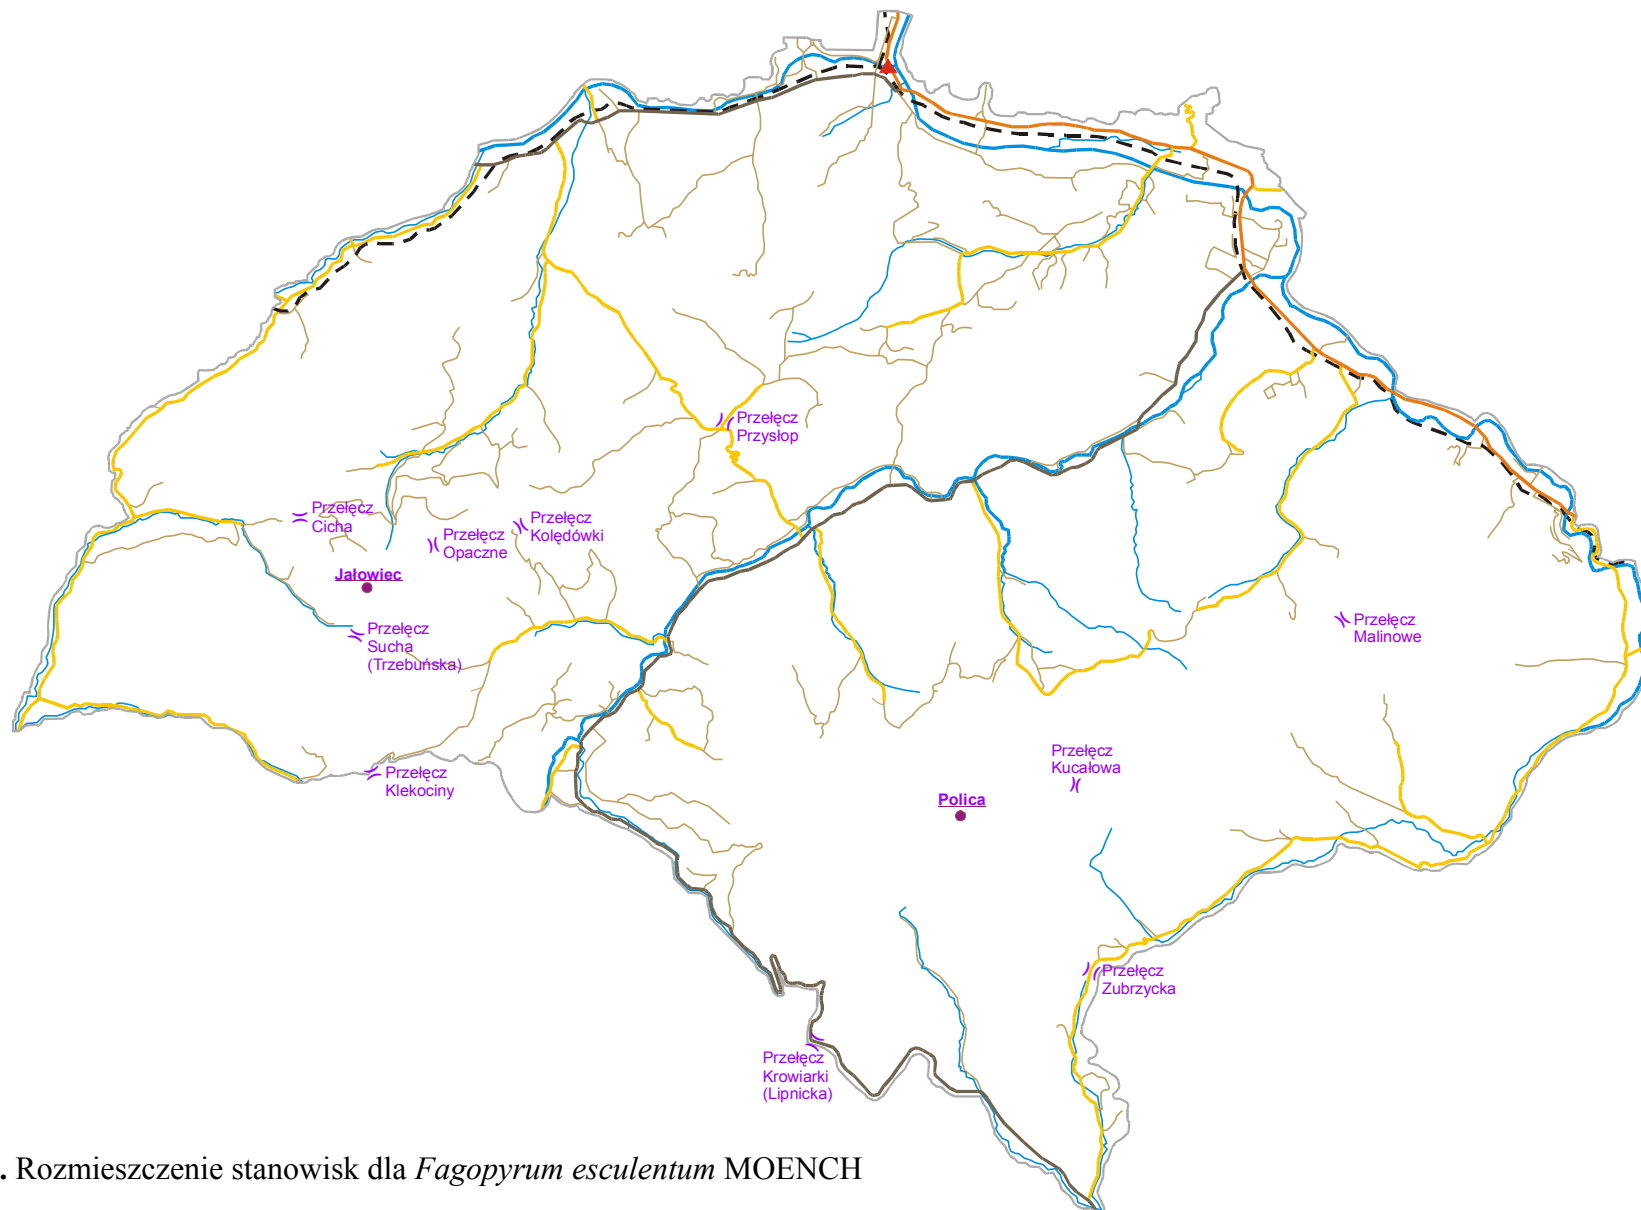 Przełęcz
Przysłop
Przełęcz
Cicha
Przełęcz
Kolędówki
Przełęcz
Opaczne
Jałowiec
Przełęcz
Sucha
(Trzebuńska)
Przełęcz
Malinowe
Przełęcz
Klekociny
Przełęcz
Kucałowa
Polica
Przełęcz
Zubrzycka
Przełęcz
Krowiarki
(Lipnicka)
. Rozmieszczenie stanowisk dla Fagopyrum esculentum MOENCH